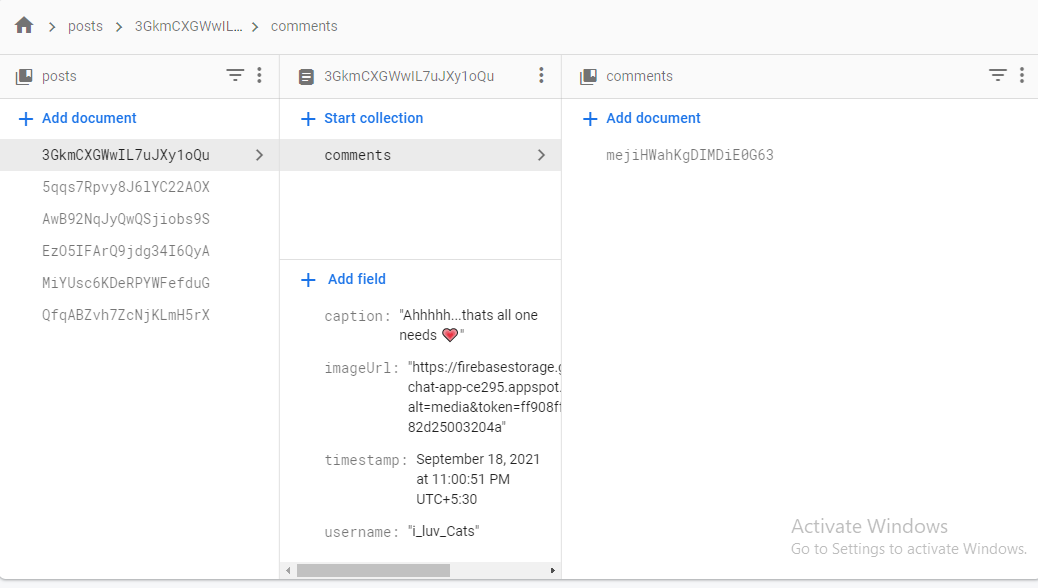 posts
3GkmCXGWwIL...
comments
posts
Add document
3GkmCXGWwIL7uJXy1oQu
5qqs7Rpvy8J6lYC22AOX
AwB92NqJyQwQSjiobs9S
EzO5IFArQ9jdg34I6QyA
MiYUsc6KDeRPYWFefduG
QfqABZvh7ZcNjKLmH5rX
3GkmCXGWwIL7uJXy1oQu
Start collection
comments
Add field
caption: "Ahhhhh...thats all one
needs 💗"
imageUrl: "https://firebasestorage.g
chat-app-ce295.appspot.
alt=media&token=ff908ff
82d25003204a"
timestamp: September 18, 2021
at 11:00:51 PM
UTC+5:30
username: "i_luv_Cats"
comments
Add document
mejiHWahKgDIMDiE0G63
Activate Windows
Go to Settings to activate Windows.